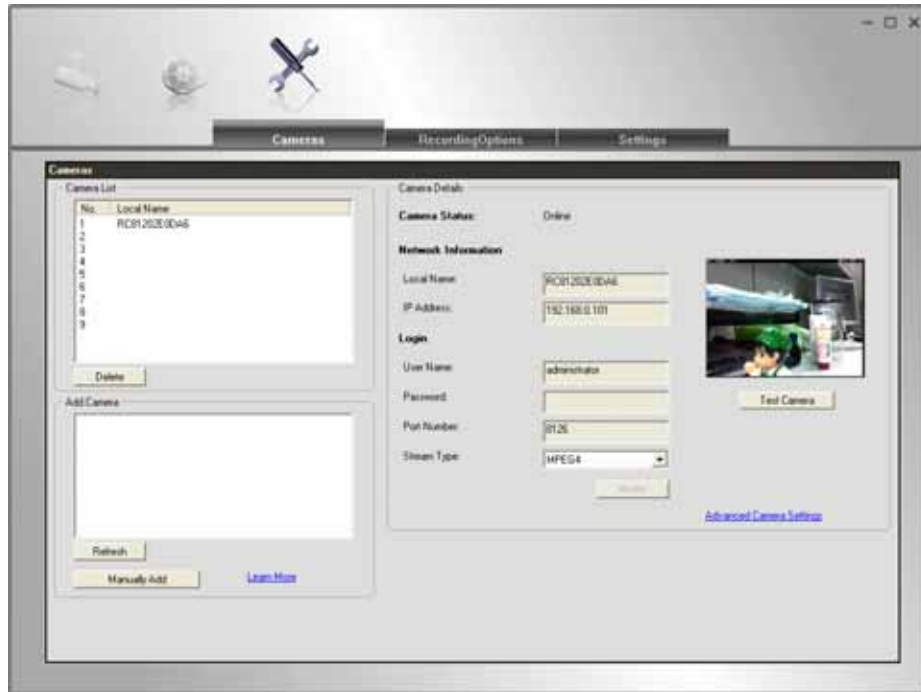 Cameras RecordingOptions Settings
Cameras
Camera List
No. Local Name
1 RC81202E0DA6
2
3
4
5
6
7
8
9
Delete
Add Camera
Refresh
Manually Add Learn More
Camera Details
Camera Status: Online
Network Information
Local Name: RC81202E0DA6
IP Address: 192.168.0.101
Login
User Name: administrator
Password:
Port Number: 8126
Stream Type: MPEG4
Test Camera
Advanced Camera Settings